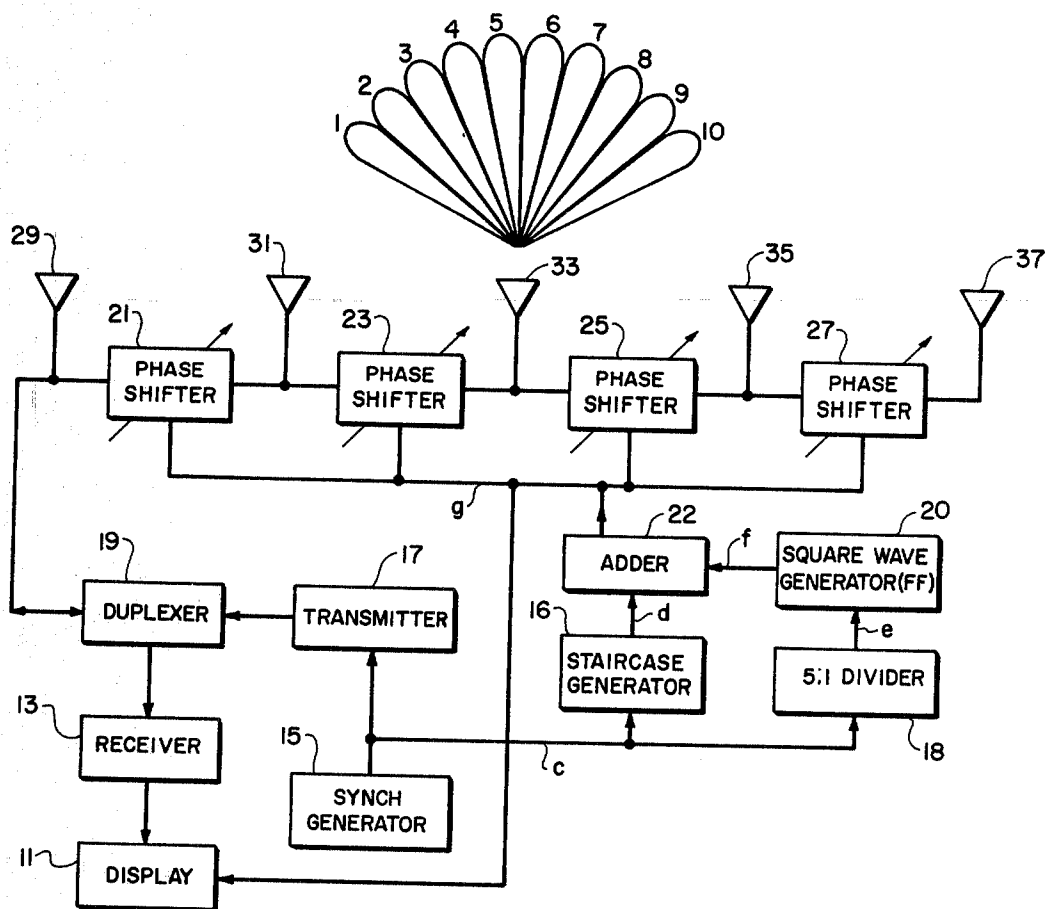 1
2
3
4
5
6
7
8
9
10
29
31
33
35
37
21
PHASE
SHIFTER
23
PHASE
SHIFTER
25
PHASE
SHIFTER
27
PHASE
SHIFTER
g
19
DUPLEXER
17
TRANSMITTER
22
ADDER
f
20
SQUARE WAVE
GENERATOR(FF)
16
d
STAIRCASE
GENERATOR
e
5:1 DIVIDER
18
13
RECEIVER
15
SYNCH
GENERATOR
c
11
DISPLAY